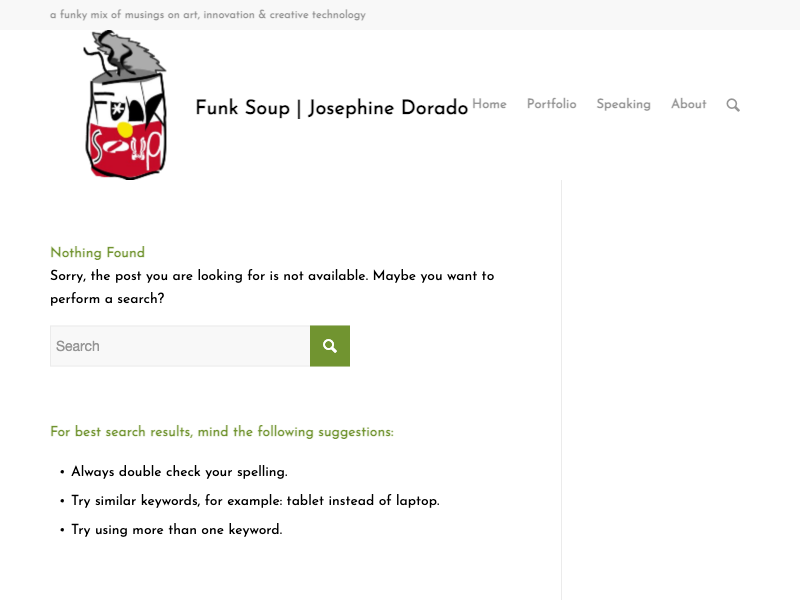 a funky mix of musings on art, innovation & creative technology
Funk
Soup
Funk Soup | Josephine Dorado
Home Portfolio Speaking About
Nothing Found
Sorry, the post you are looking for is not available. Maybe you want to
perform a search?
Search
For best search results, mind the following suggestions:
• Always double check your spelling.
• Try similar keywords, for example: tablet instead of laptop.
• Try using more than one keyword.